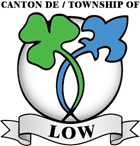 CANTON DE / TOWNSHIP OF
LOW